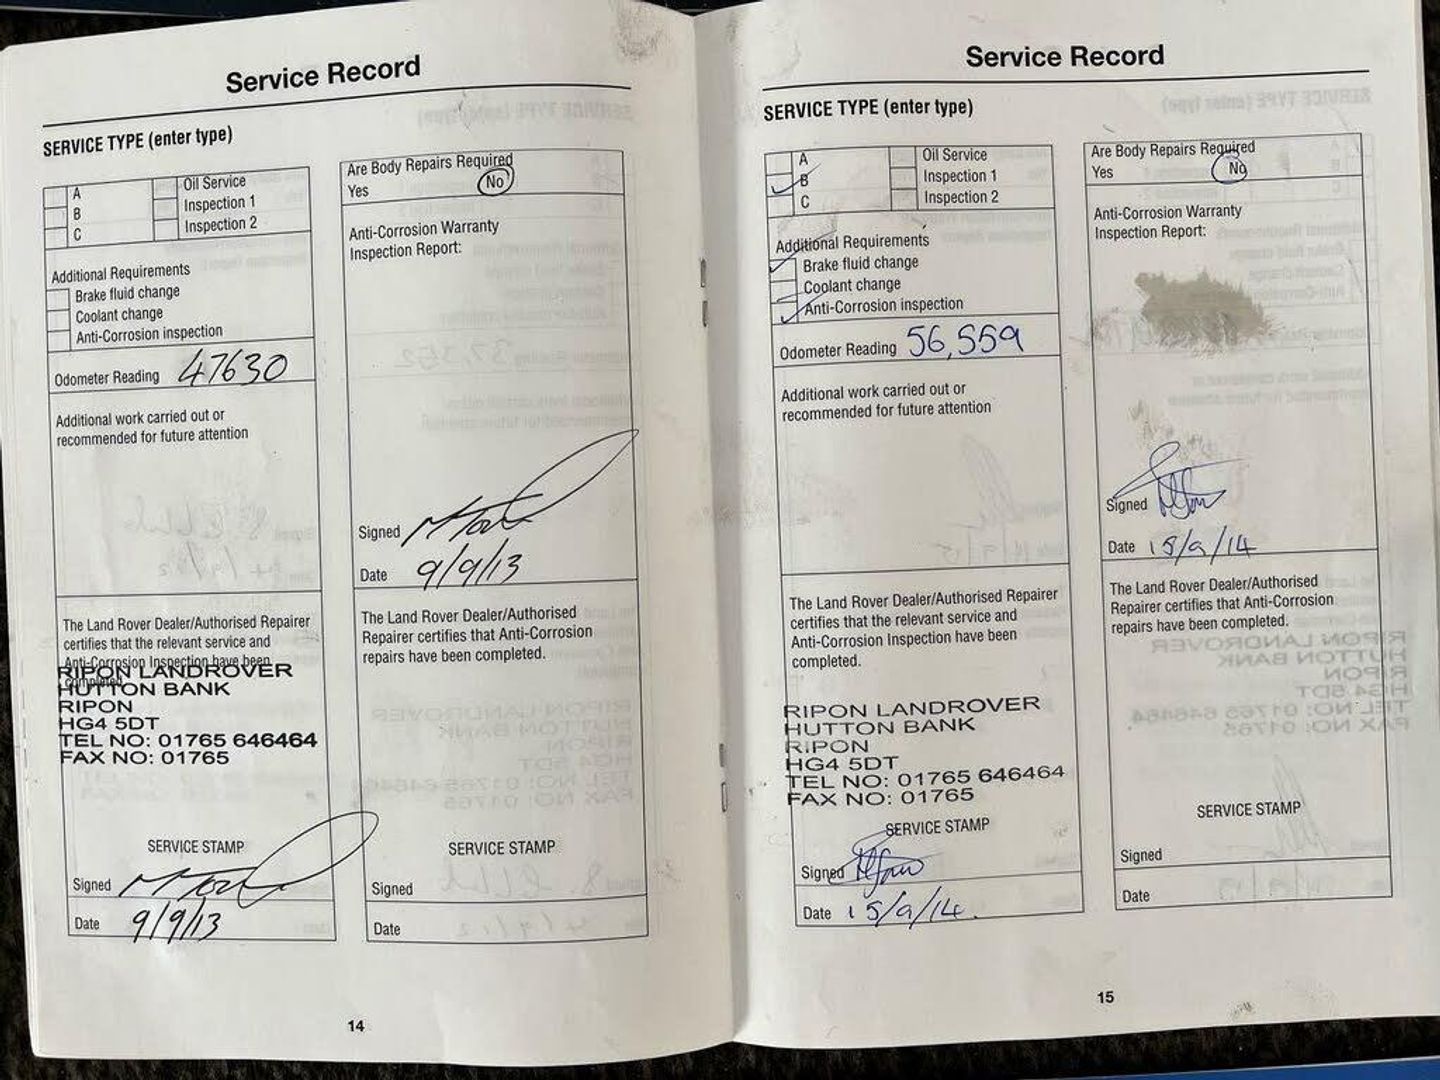 Service Record
SERVICE TYPE (enter type)
A
B
C
Oil Service
Inspection 1
Inspection 2
Additional Requirements
Brake fluid change
Coolant change
Anti-Corrosion inspection
Odometer Reading 47630
Additional work carried out or
recommended for future attention
The Land Rover Dealer/Authorised Repairer
certifies that the relevant service and
Anti-Corrosion Inspection have been
completed.
RIPON LANDROVER
HUTTON BANK
RIPON
HG4 5DT
TEL NO: 01765 646464
FAX NO: 01765
SERVICE STAMP
Signed
Date 9/9/13
Are Body Repairs Required
Yes No
Anti-Corrosion Warranty
Inspection Report:
Signed
Date 9/9/13
The Land Rover Dealer/Authorised
Repairer certifies that Anti-Corrosion
repairs have been completed.
SERVICE STAMP
Signed
Date
14
Service Record
SERVICE TYPE (enter type)
A
B
C
Oil Service
Inspection 1
Inspection 2
Additional Requirements
Brake fluid change
Coolant change
Anti-Corrosion inspection
Odometer Reading 56,559
Additional work carried out or
recommended for future attention
The Land Rover Dealer/Authorised Repairer
certifies that the relevant service and
Anti-Corrosion Inspection have been
completed.
RIPON LANDROVER
HUTTON BANK
RIPON
HG4 5DT
TEL NO: 01765 646464
FAX NO: 01765
SERVICE STAMP
Signed
Date 15/9/14.
Are Body Repairs Required
Yes No
Anti-Corrosion Warranty
Inspection Report:
Signed
Date 15/9/14
The Land Rover Dealer/Authorised
Repairer certifies that Anti-Corrosion
repairs have been completed.
SERVICE STAMP
Signed
Date
15